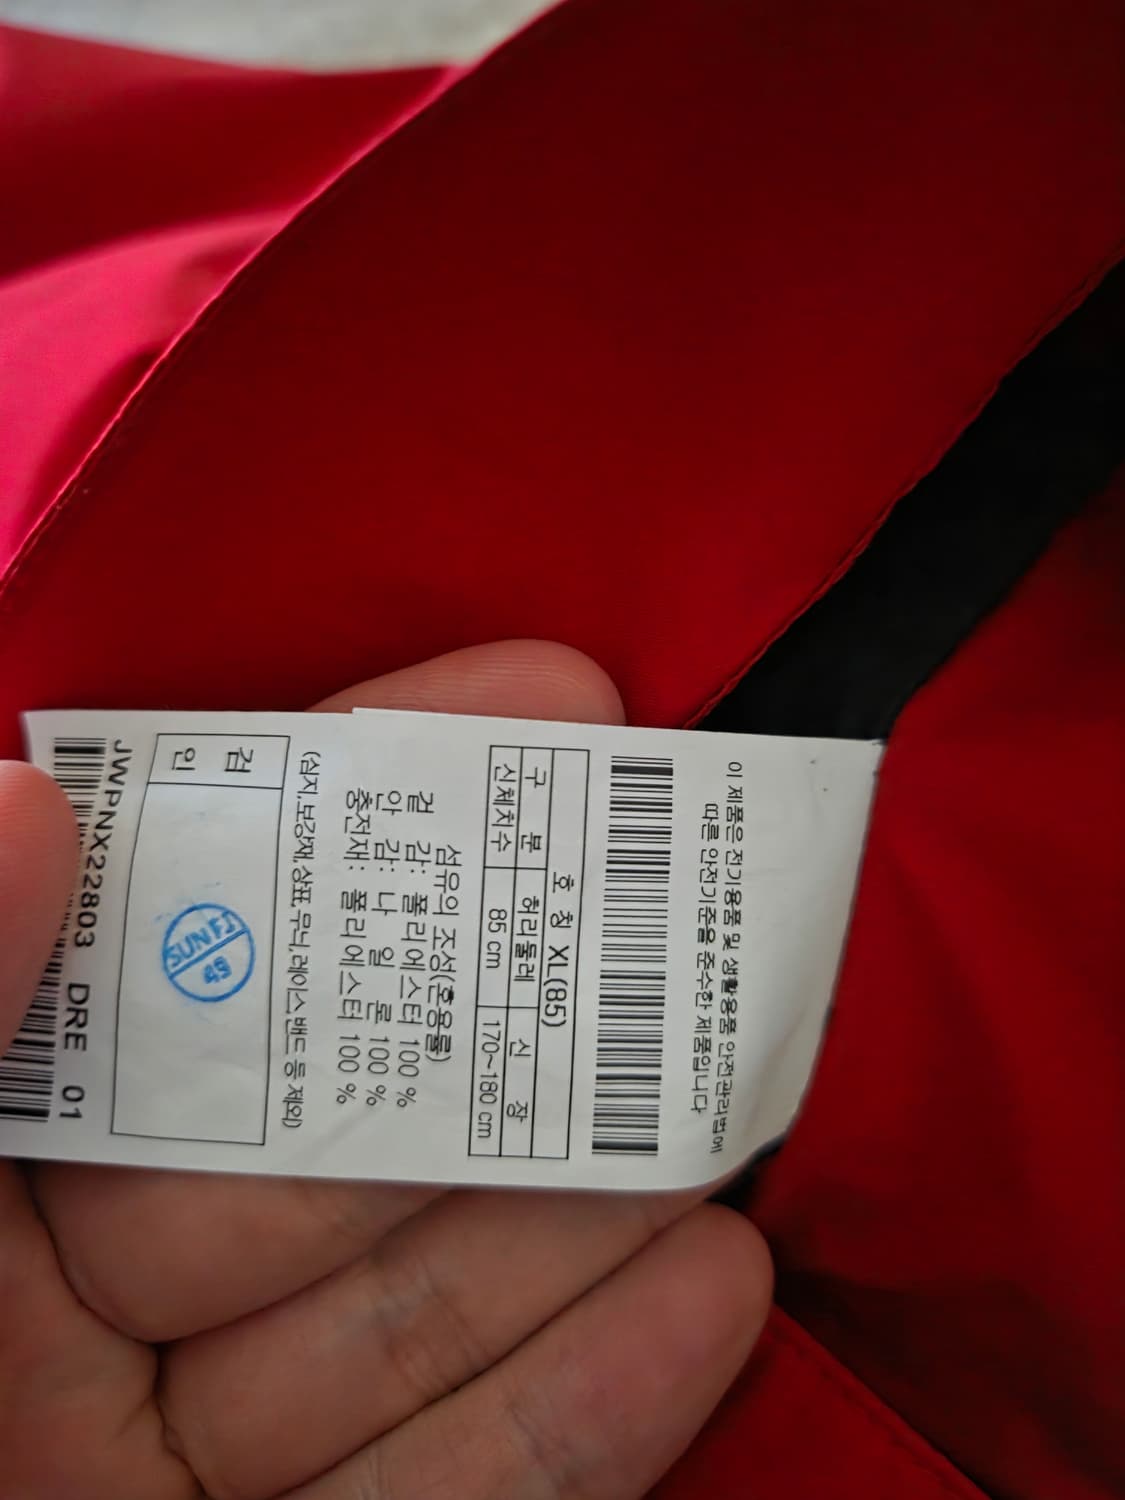 이 제품은 전기용품 및 생활용품 안전관리법에
따른 안전기준을 준수한 제품입니다
호 칭 XL(85)
구 분 허리둘레 신 장
신체치수 85 cm 170~180 cm
섬유의 조성(혼용률)
겉 감: 폴리에스터 100 %
안 감: 나 일 론 100 %
충전재: 폴리에스터 100 %
(심지,보강재,상표,무늬,레이스,밴드 등 제외)
검
인
SUN FJ
49
JWPNX22803 DRE 01